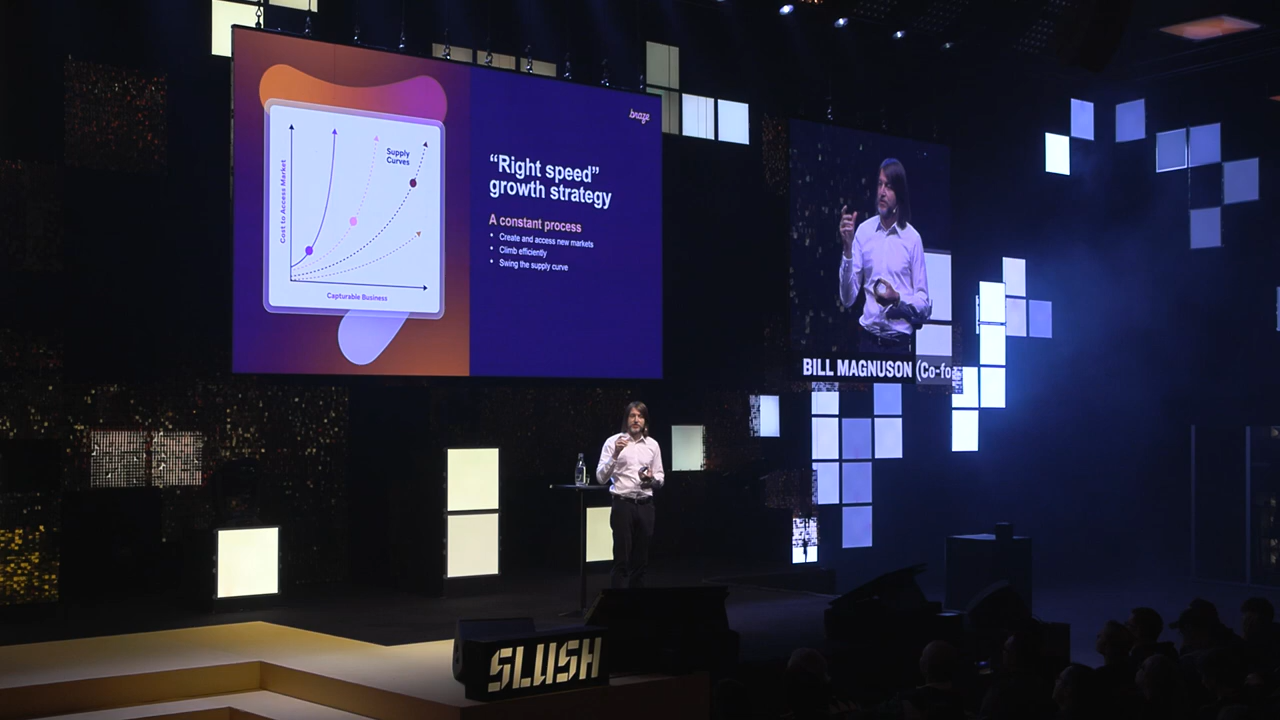 braze
Supply
Curves
Cost to Access Market
Capturable Business
“Right speed”
growth strategy
A constant process
• Create and access new markets
• Climb efficiently
• Swing the supply curve
BILL MAGNUSON (Co-fo
SLUSH